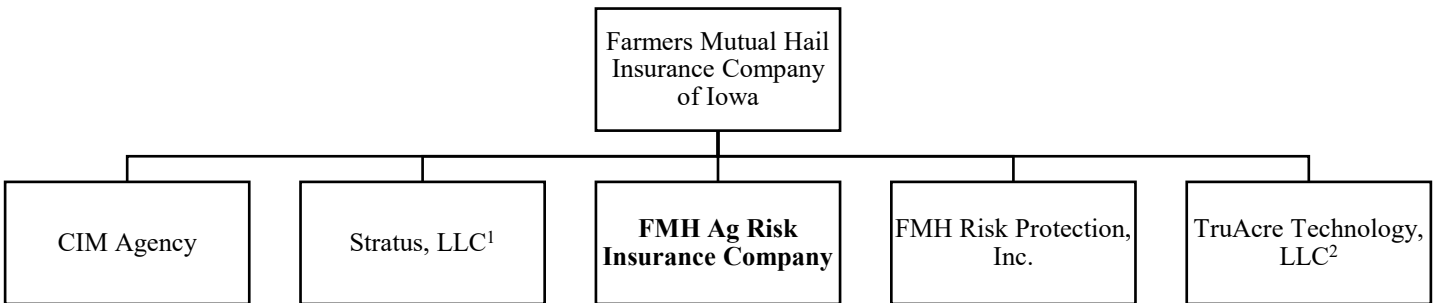 Farmers Mutual Hail
Insurance Company
of Iowa
CIM Agency
Stratus, LLC¹
FMH Ag Risk
Insurance Company
FMH Risk Protection,
Inc.
TruAcre Technology,
LLC²